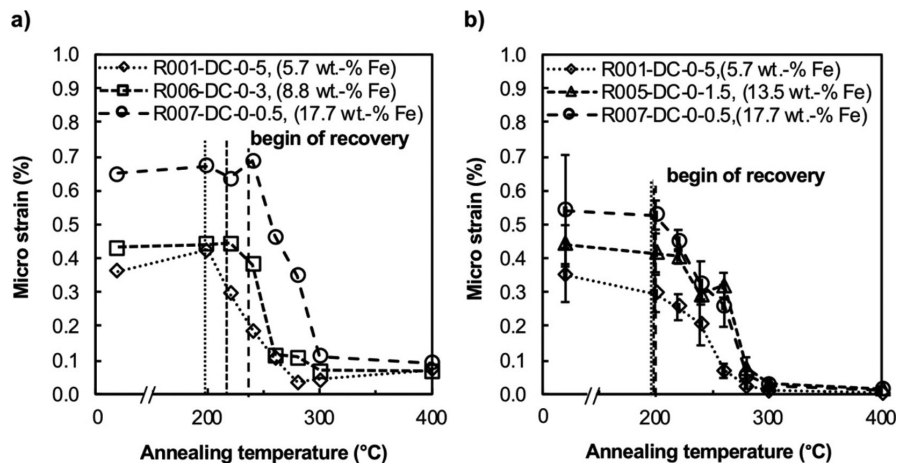 a)
1.0
0.9
0.8
0.7
0.6
0.5
0.4
0.3
0.2
0.1
0.0
Micro strain (%)
R001-DC-0-5, (5.7 wt.-% Fe)
R006-DC-0-3, (8.8 wt.-% Fe)
R007-DC-0-0.5, (17.7 wt.-% Fe)
begin of recovery
0 200 300 400
Annealing temperature (°C)
b)
1.0
0.9
0.8
0.7
0.6
0.5
0.4
0.3
0.2
0.1
0.0
Micro strain (%)
R001-DC-0-5,(5.7 wt.-% Fe)
R005-DC-0-1.5, (13.5 wt.-% Fe)
R007-DC-0-0.5,(17.7 wt.-% Fe)
begin of recovery
0 200 300 400
Annealing temperature (°C)